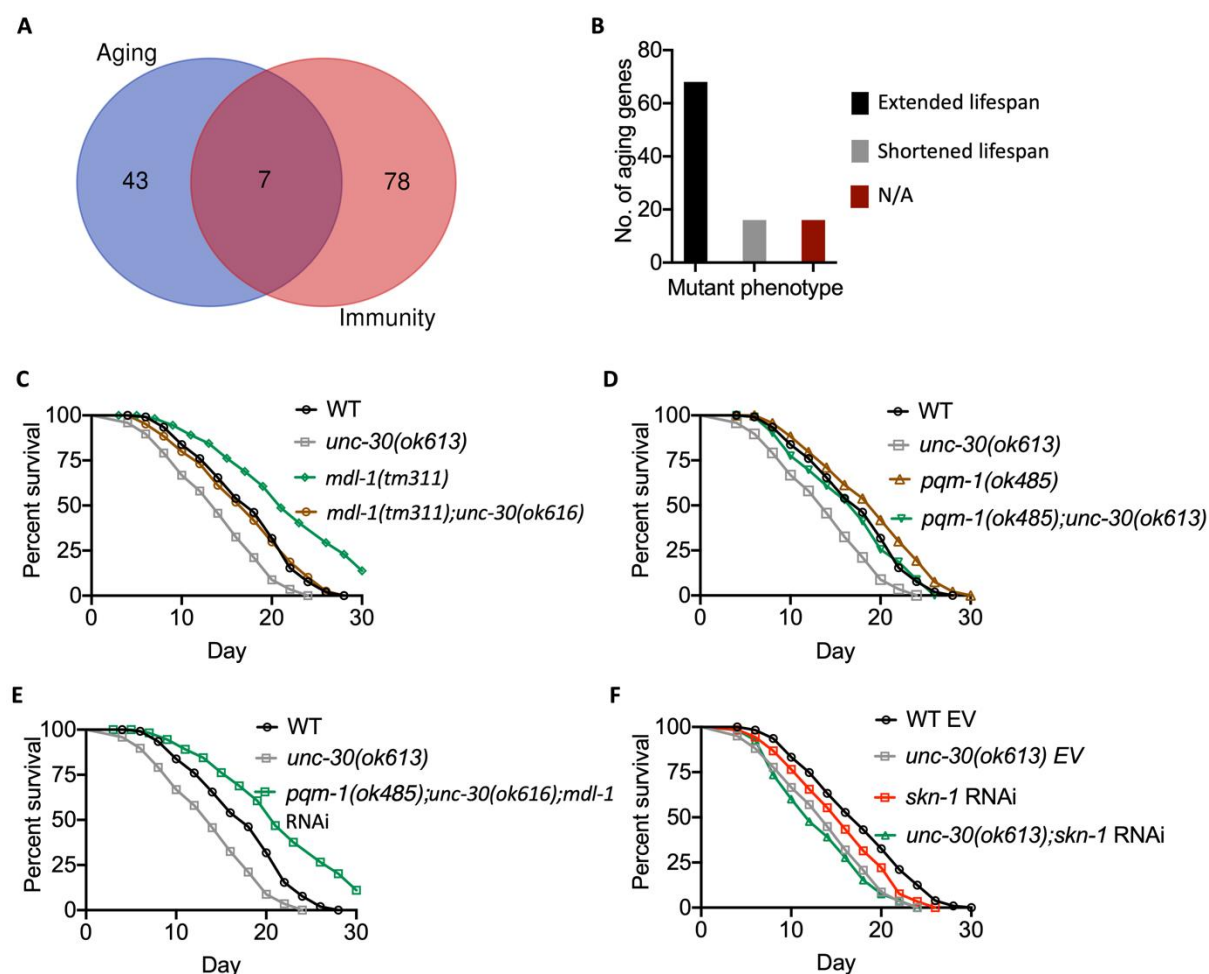 A
Aging
43
7
78
Immunity
B
80
60
40
20
0
No. of aging genes
Mutant phenotype
Extended lifespan
Shortened lifespan
N/A
C
100
75
50
25
0
Percent survival
0 10 20 30
Day
WT
unc-30(ok613)
mdl-1(tm311)
mdl-1(tm311);unc-30(ok616)
D
100
75
50
25
0
Percent survival
0 10 20 30
Day
WT
unc-30(ok613)
pqm-1(ok485)
pqm-1(ok485);unc-30(ok613)
E
100
75
50
25
0
Percent survival
0 10 20 30
Day
WT
unc-30(ok613)
pqm-1(ok485);unc-30(ok616);mdl-1
RNAi
F
100
75
50
25
0
Percent survival
0 10 20 30
Day
WT EV
unc-30(ok613) EV
skn-1 RNAi
unc-30(ok613);skn-1 RNAi